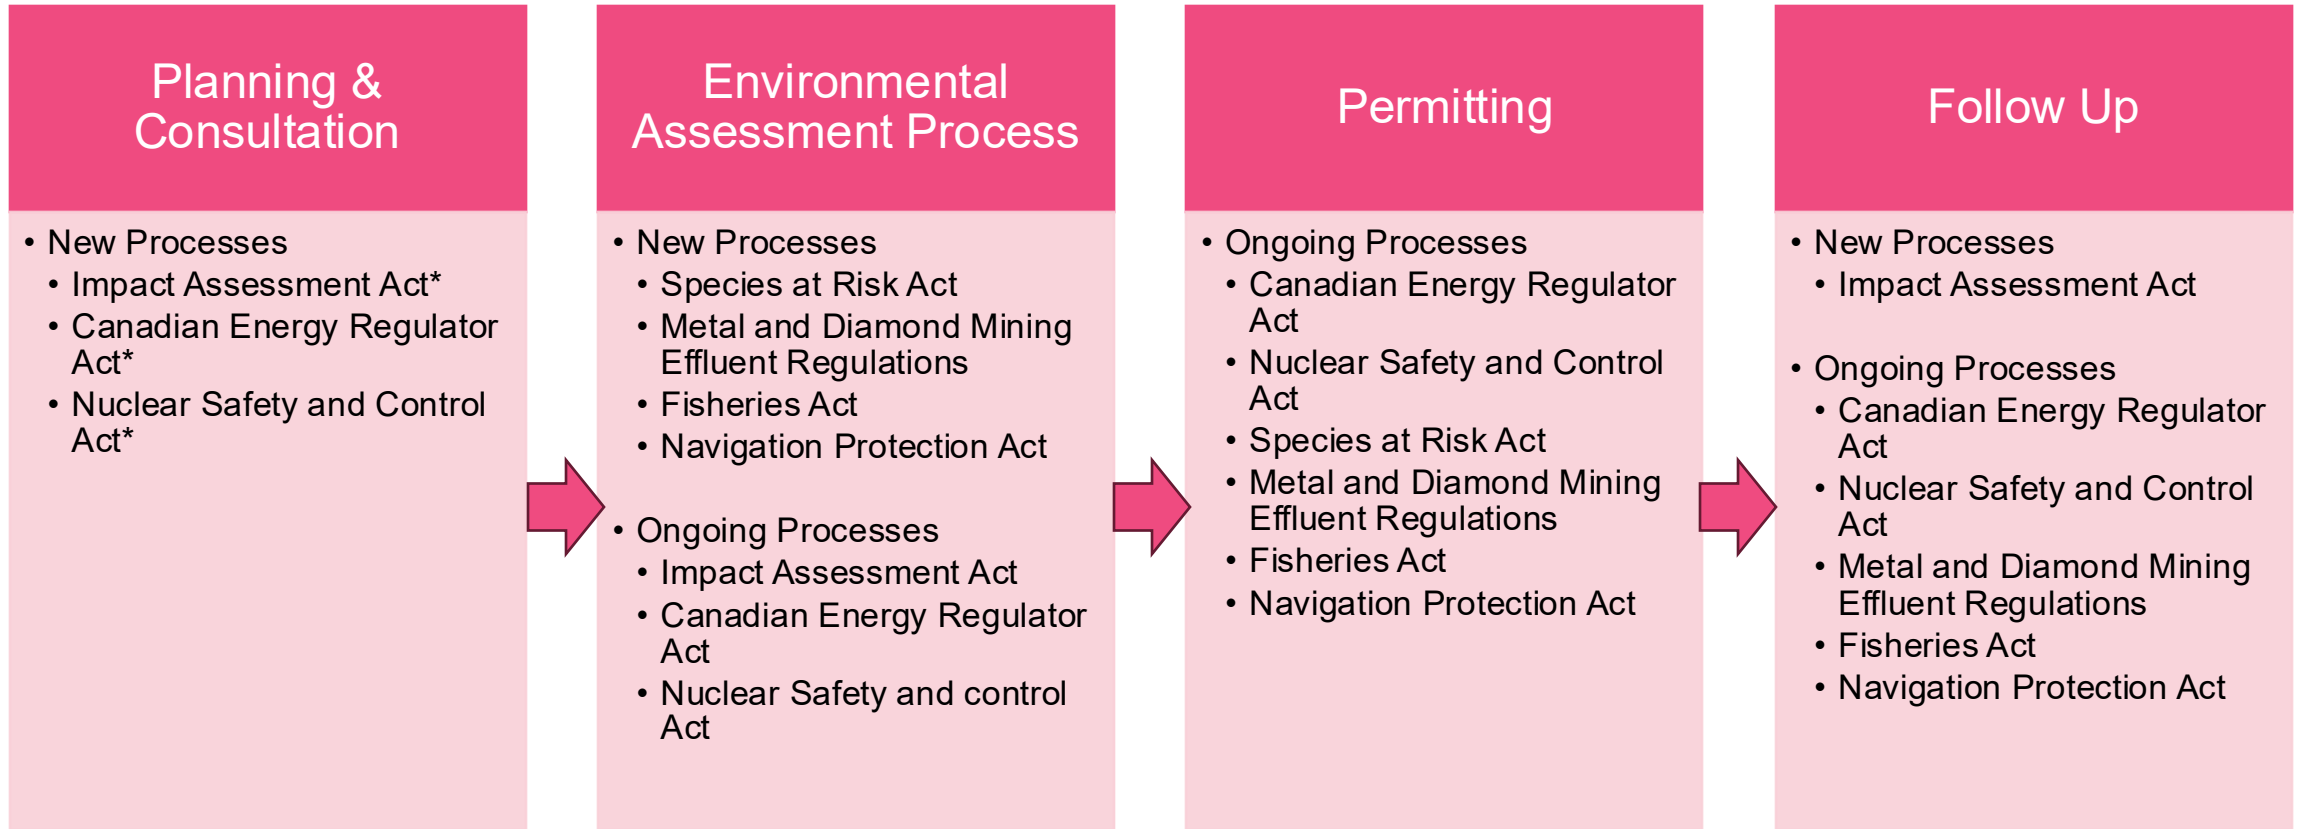 Planning &
Consultation
• New Processes
• Impact Assessment Act*
• Canadian Energy Regulator
Act*
• Nuclear Safety and Control
Act*
Environmental
Assessment Process
• New Processes
• Species at Risk Act
• Metal and Diamond Mining
Effluent Regulations
• Fisheries Act
• Navigation Protection Act
• Ongoing Processes
• Impact Assessment Act
• Canadian Energy Regulator
Act
• Nuclear Safety and control
Act
Permitting
• Ongoing Processes
• Canadian Energy Regulator
Act
• Nuclear Safety and Control
Act
• Species at Risk Act
• Metal and Diamond Mining
Effluent Regulations
• Fisheries Act
• Navigation Protection Act
Follow Up
• New Processes
• Impact Assessment Act
• Ongoing Processes
• Canadian Energy Regulator
Act
• Nuclear Safety and Control
Act
• Metal and Diamond Mining
Effluent Regulations
• Fisheries Act
• Navigation Protection Act